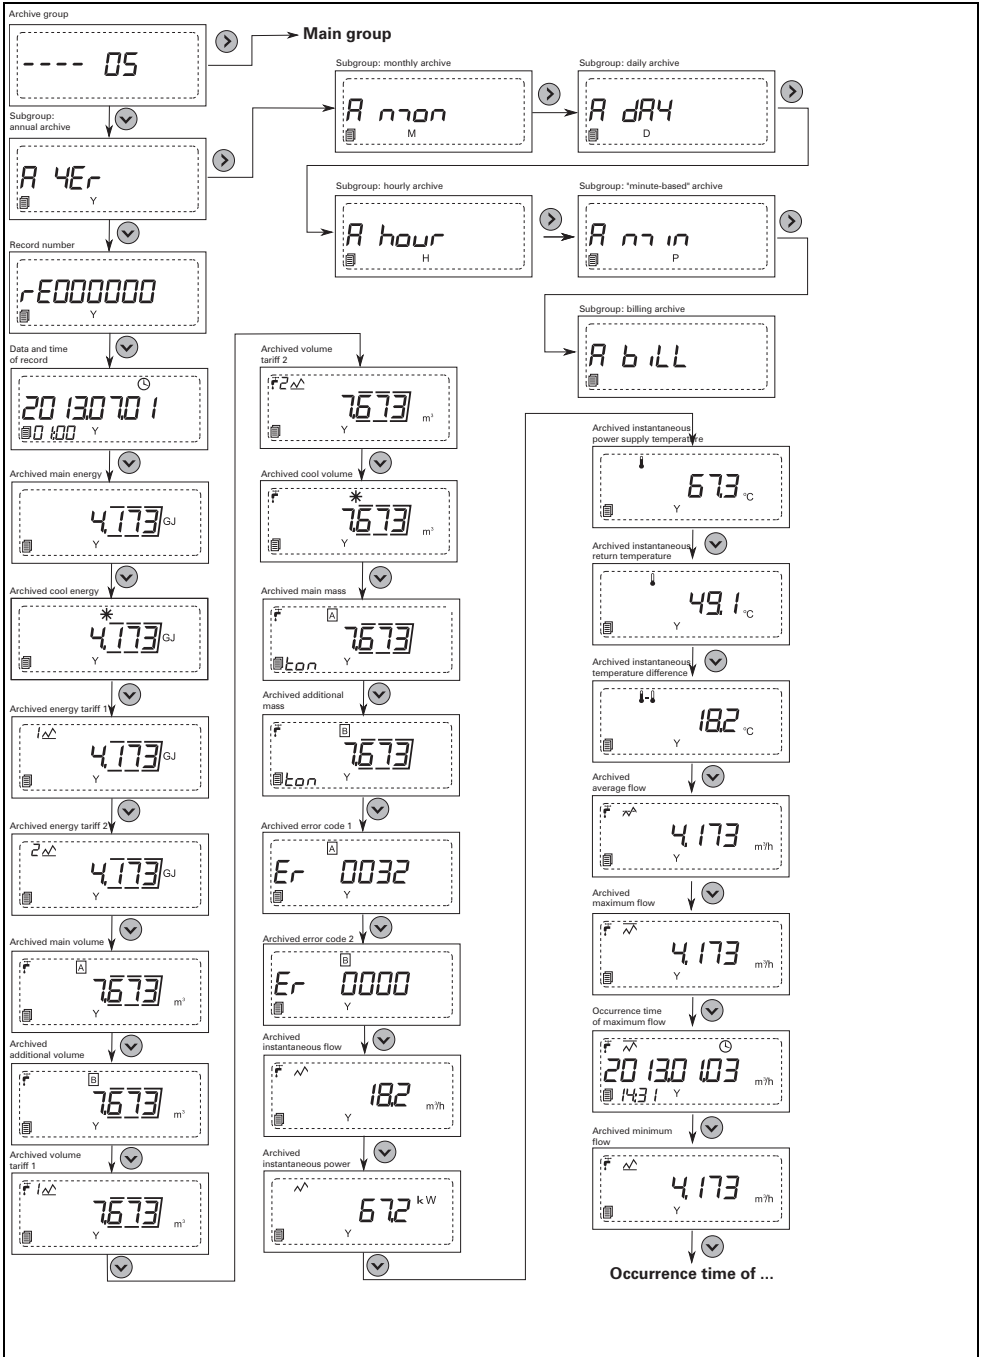 Archive group
---- 05
Main group
Subgroup:
annual archive
A YEr
Y
Subgroup: monthly archive
A mon
M
Subgroup: daily archive
A dAY
D
Subgroup: hourly archive
A hour
H
Subgroup: "minute-based" archive
A min
P
Subgroup: billing archive
A biLL
Record number
rE000000
Y
Data and time
of record
2013.07.01
01:00 Y
Archived main energy
4,173 GJ
Y
Archived cool energy
4,173 GJ
Y
Archived energy tariff 1
1
4,173 GJ
Y
Archived energy tariff 2
2
4,173 GJ
Y
Archived main volume
A
7,673 m³
Y
Archived
additional volume
B
7,673 m³
Y
Archived volume
tariff 1
1
7,673 m³
Y
Archived volume
tariff 2
2
7,673 m³
Y
Archived cool volume
7,673 m³
Y
Archived main mass
A
7,673
ton Y
Archived additional
mass
B
7,673
ton Y
Archived error code 1
A
Er 0032
Y
Archived error code 2
B
Er 0000
Y
Archived
instantaneous flow
18,2 m³/h
Y
Archived
instantaneous power
67,2 kW
Y
Archived instantaneous
power supply temperature
67,3 °C
Y
Archived instantaneous
return temperature
49,1 °C
Y
Archived instantaneous
temperature difference
18,2 °C
Y
Archived
average flow
4,173 m³/h
Y
Archived
maximum flow
4,173 m³/h
Y
Occurrence time
of maximum flow
2013.01.03 m³/h
14:31 Y
Archived minimum
flow
4,173 m³/h
Y
Occurrence time of ...